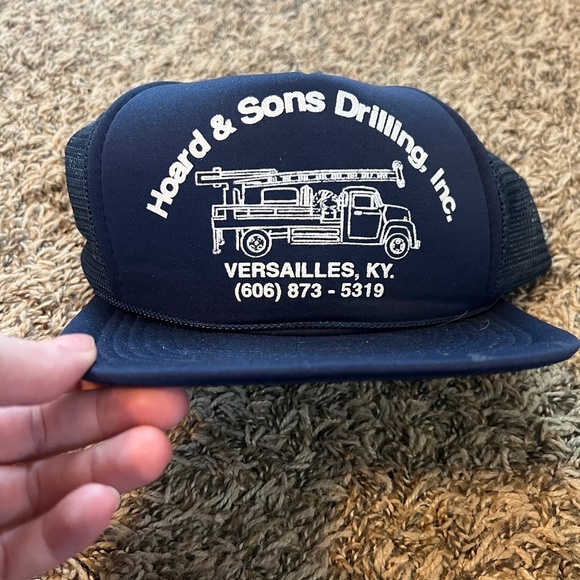 Hoard & Sons Drilling, Inc.
VERSAILLES, KY.
(606) 873 - 5319